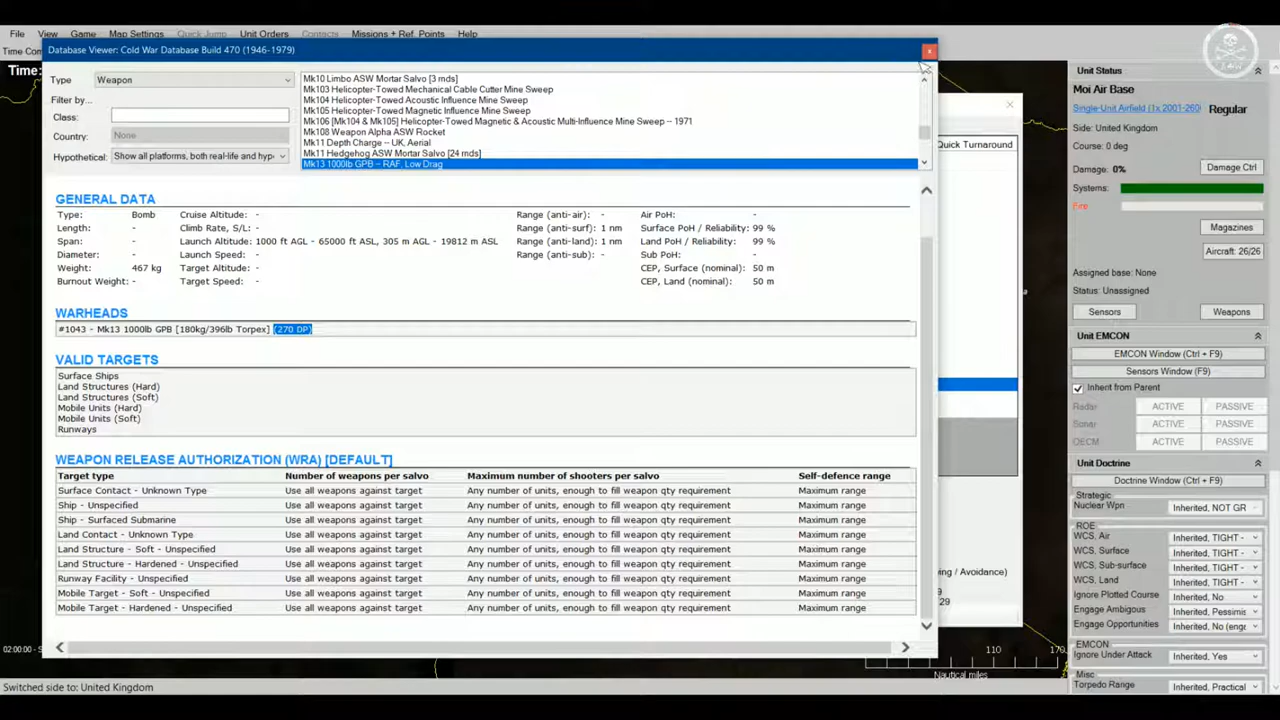 File View Game Map Settings Quick Jump Unit Orders Contacts Missions + Ref. Points Help
Database Viewer: Cold War Database Build 470 (1946-1979)
Time Com
Time:
Type Weapon
Filter by...
Class:
Country: None
Hypothetical: Show all platforms, both real-life and hyp
Mk10 Limbo ASW Mortar Salvo [3 rnds]
Mk103 Helicopter-Towed Mechanical Cable Cutter Mine Sweep
Mk104 Helicopter-Towed Acoustic Influence Mine Sweep
Mk105 Helicopter-Towed Magnetic Influence Mine Sweep
Mk106 [Mk104 & Mk105] Helicopter-Towed Magnetic & Acoustic Multi-Influence Mine Sweep -- 1971
Mk108 Weapon Alpha ASW Rocket
Mk11 Depth Charge -- UK, Aerial
Mk11 Hedgehog ASW Mortar Salvo [24 rnds]
Mk13 1000lb GPB -- RAF, Low Drag
Quick Turnaround
GENERAL DATA
Type: Bomb Cruise Altitude: - Range (anti-air): - Air PoH: -
Length: - Climb Rate, S/L: - Range (anti-surf): 1 nm Surface PoH / Reliability: 99 %
Span: - Launch Altitude: 1000 ft AGL - 65000 ft ASL, 305 m AGL - 19812 m ASL Range (anti-land): 1 nm Land PoH / Reliability: 99 %
Diameter: - Launch Speed: - Range (anti-sub): - Sub PoH: -
Weight: 467 kg Target Altitude: - CEP, Surface (nominal): 50 m
Burnout Weight: - Target Speed: - CEP, Land (nominal): 50 m
WARHEADS
#1043 - Mk13 1000lb GPB [180kg/396lb Torpex] (270 DP)
VALID TARGETS
Surface Ships
Land Structures (Hard)
Land Structures (Soft)
Mobile Units (Hard)
Mobile Units (Soft)
Runways
WEAPON RELEASE AUTHORIZATION (WRA) [DEFAULT]
Target type Number of weapons per salvo Maximum number of shooters per salvo Self-defence range
Surface Contact - Unknown Type Use all weapons against target Any number of units, enough to fill weapon qty requirement Maximum range
Ship - Unspecified Use all weapons against target Any number of units, enough to fill weapon qty requirement Maximum range
Ship - Surfaced Submarine Use all weapons against target Any number of units, enough to fill weapon qty requirement Maximum range
Land Contact - Unknown Type Use all weapons against target Any number of units, enough to fill weapon qty requirement Maximum range
Land Structure - Soft - Unspecified Use all weapons against target Any number of units, enough to fill weapon qty requirement Maximum range
Land Structure - Hardened - Unspecified Use all weapons against target Any number of units, enough to fill weapon qty requirement Maximum range
Runway Facility - Unspecified Use all weapons against target Any number of units, enough to fill weapon qty requirement Maximum range
Mobile Target - Soft - Unspecified Use all weapons against target Any number of units, enough to fill weapon qty requirement Maximum range
Mobile Target - Hardened - Unspecified Use all weapons against target Any number of units, enough to fill weapon qty requirement Maximum range
ing / Avoidance)
29
02:00:00 - S
110 170
Nautical miles
Switched side to: United Kingdom
Unit Status
Moi Air Base
Single-Unit Airfield (1x 2001-260 Regular
Side: United Kingdom
Course: 0 deg
Damage: 0% Damage Ctrl
Systems:
Fire
Magazines
Aircraft: 26/26
Assigned base: None
Status: Unassigned
Sensors Weapons
Unit EMCON
EMCON Window (Ctrl + F9)
Sensors Window (F9)
Inherit from Parent
Radar ACTIVE PASSIVE
Sonar ACTIVE PASSIVE
OECM ACTIVE PASSIVE
Unit Doctrine
Doctrine Window (Ctrl + F9)
Strategic
Nuclear Wpn Inherited, NOT GR
ROE
WCS, Air Inherited, TIGHT -
WCS, Surface Inherited, TIGHT -
WCS, Sub-surface Inherited, TIGHT -
WCS, Land Inherited, TIGHT -
Ignore Plotted Course Inherited, No
Engage Ambiguous Inherited, Pessimis
Engage Opportunities Inherited, No (eng
EMCON
Ignore Under Attack Inherited, Yes
Misc
Torpedo Range Inherited, Practical